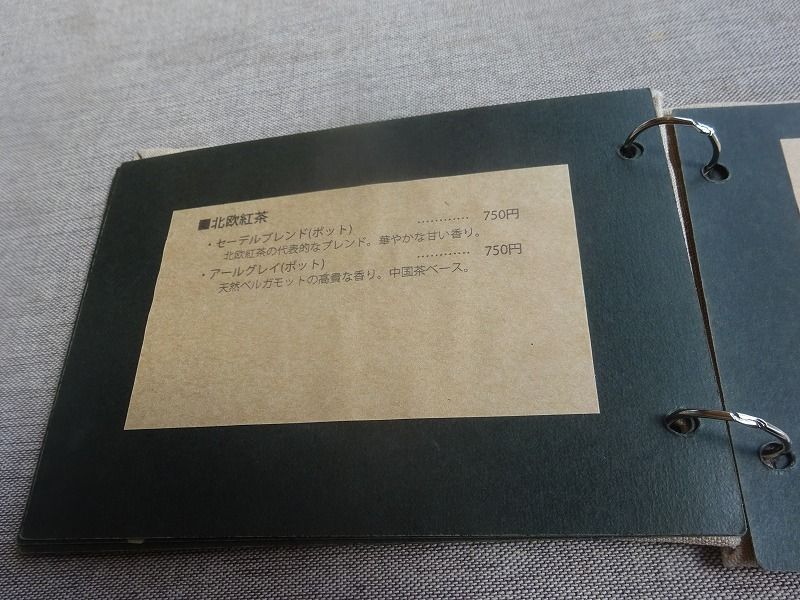 ■北欧紅茶
・セーデルブレンド(ポット) ………… 750円
北欧紅茶の代表的なブレンド。華やかな甘い香り。
・アールグレイ(ポット) ………… 750円
天然ベルガモットの高貴な香り。中国茶ベース。